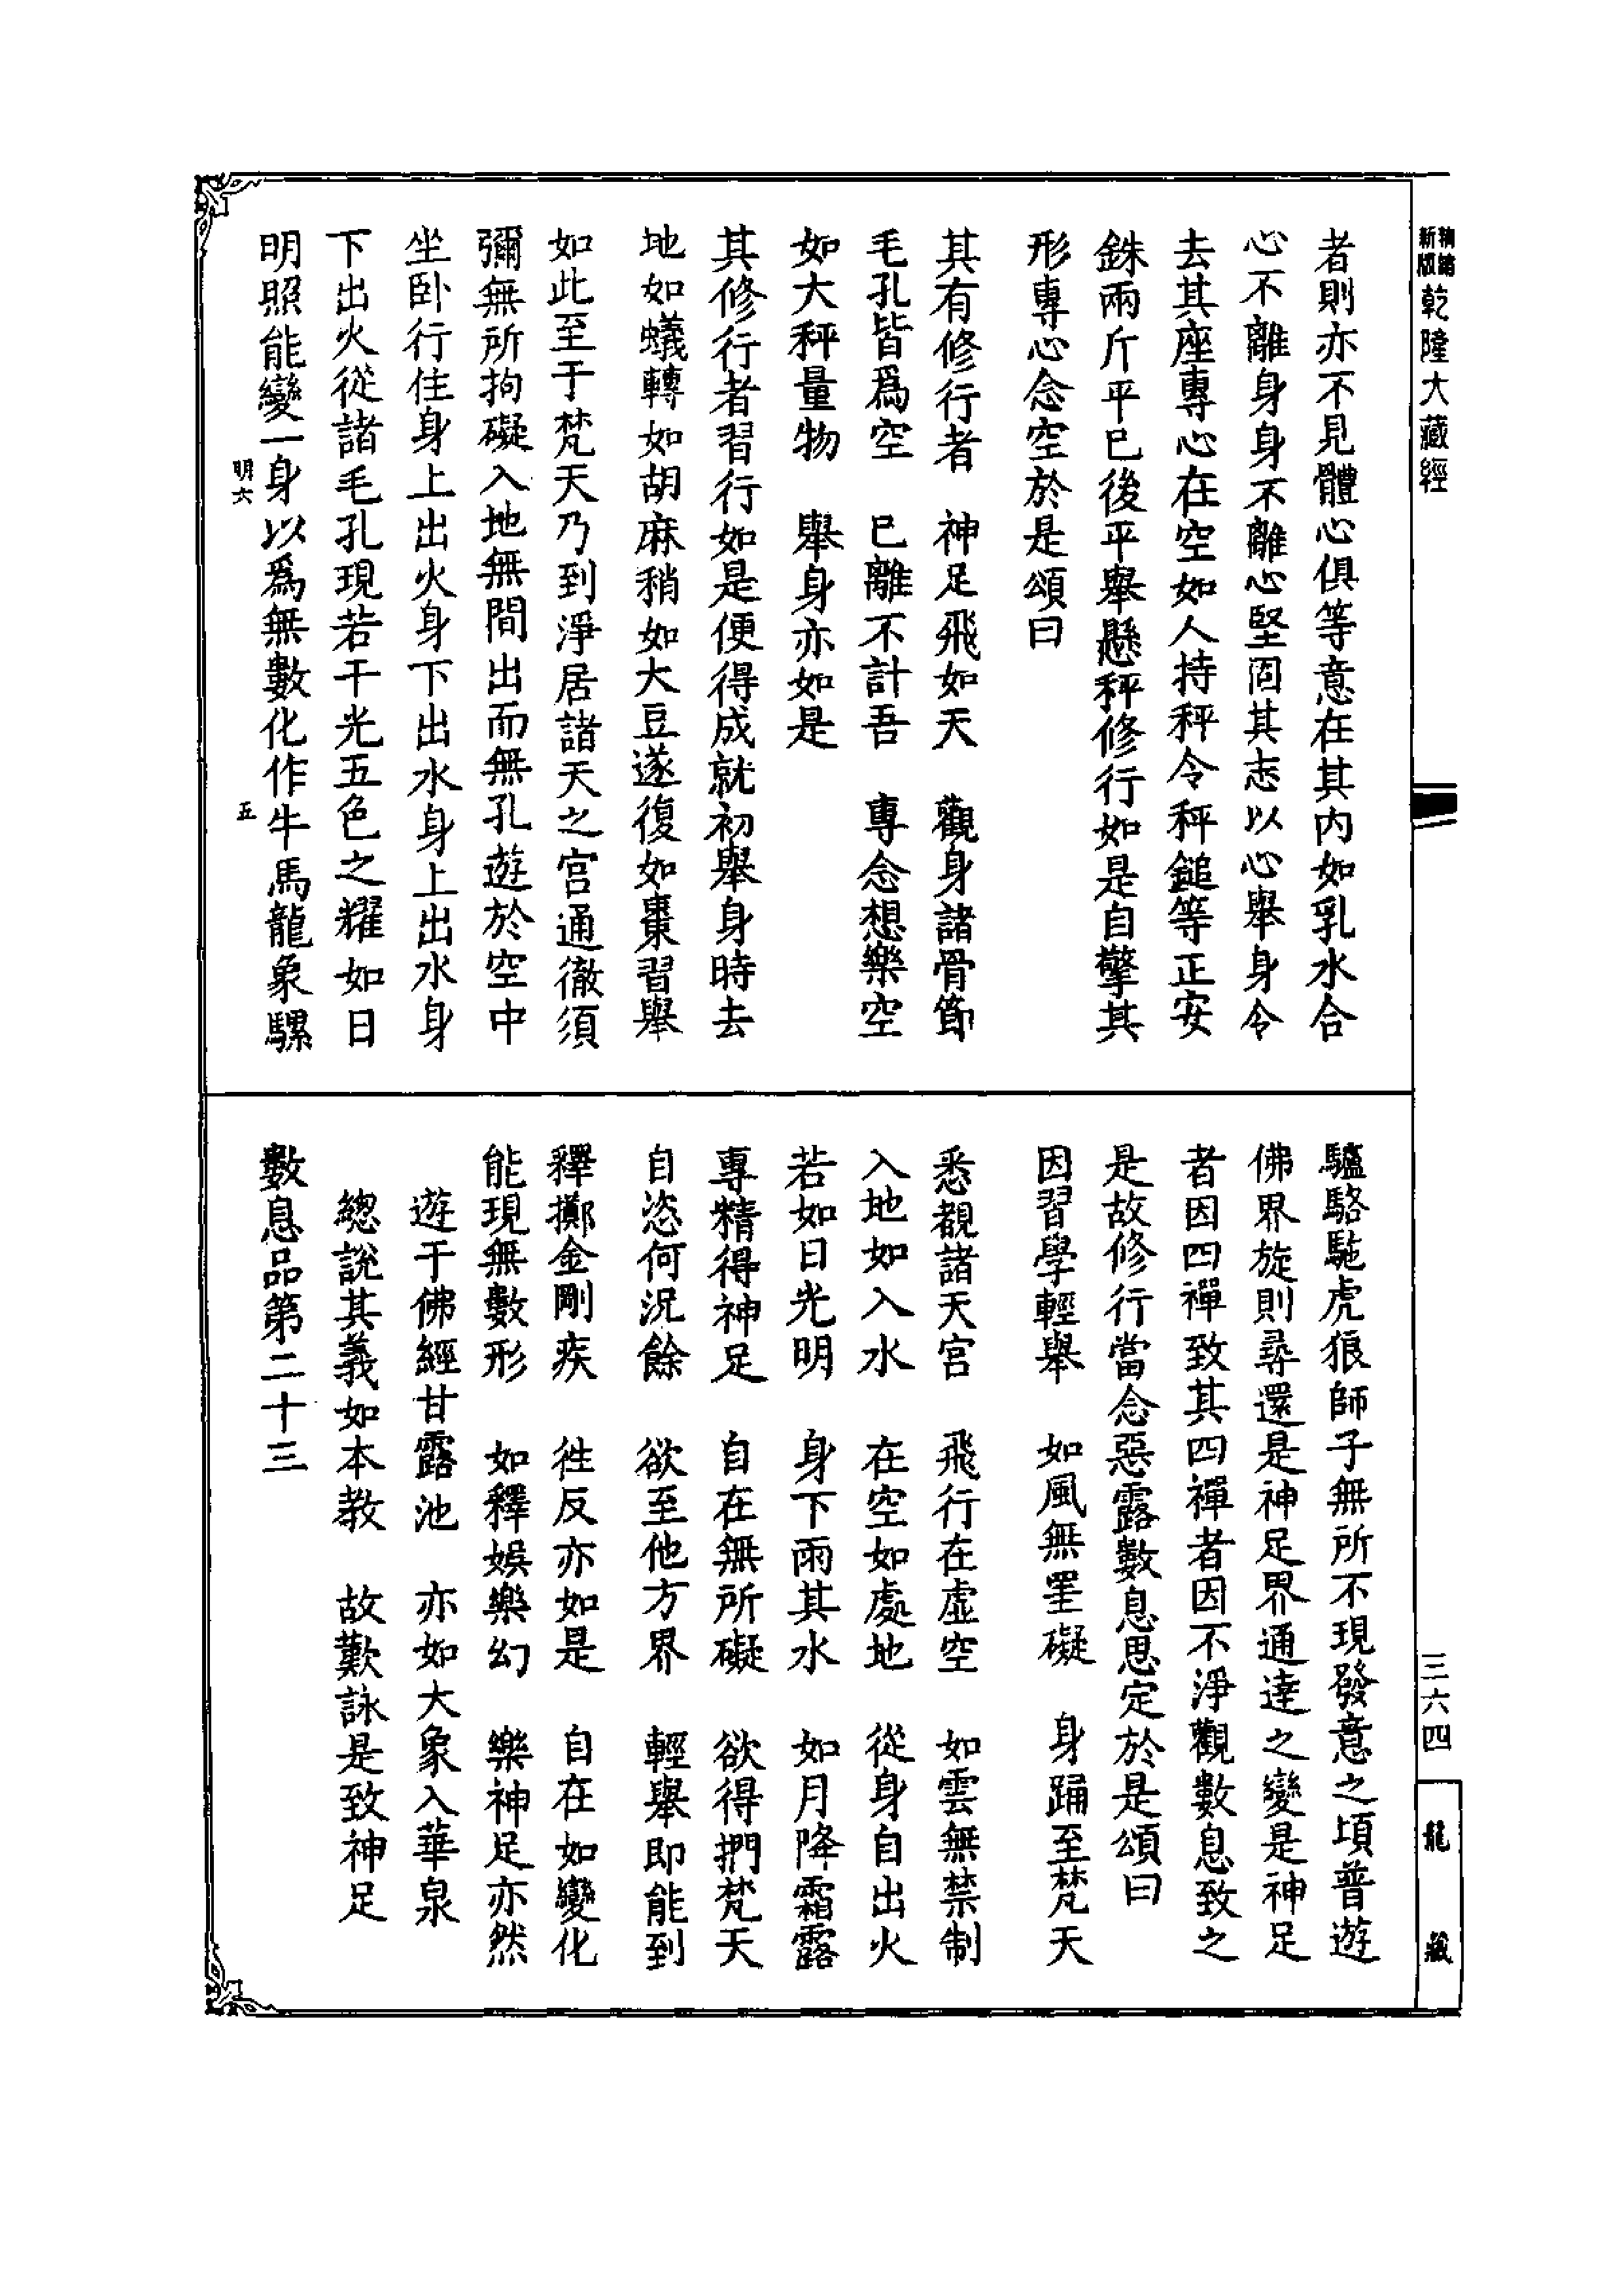 新版精縮乾隆大藏經
者則亦不見體心俱等意在其內如乳水合
心不離身身不離心堅固其志以心舉身令
去其座專心在空如人持秤令秤鎚等正安
銖兩斤平已後平舉懸秤修行如是自擎其
形專心念空於是頌曰
其有修行者　神足飛如天　觀身諸骨節
毛孔皆為空　已離不計吾　專念想樂空
如大秤量物　舉身亦如是
其修行者習行如是便得成就初舉身時去
地如蟻轉如胡麻稍如大豆遂復如棗習舉
如此至于梵天乃到淨居諸天之宮通徹須
彌無所拘礙入地無間出而無孔遊於空中
坐卧行住身上出火身下出水身上出水身
下出火從諸毛孔現若干光五色之耀如日
明照能變一身以為無數化作牛馬龍象騾
明六　五
驢駱駞虎狼師子無所不現發意之頃普遊
佛界旋則尋還是神足界通達之變是神足
者因四禪致其四禪者因不淨觀數息致之
是故修行當念惡露數息思定於是頌曰
因習學輕舉　如風無罣礙　身踊至梵天
悉覩諸天宮　飛行在虛空　如雲無禁制
入地如入水　在空如處地　從身自出火
若如日光明　身下雨其水　如月降霜露
專精得神足　自在無所礙　欲得捫梵天
自恣何況餘　欲至他方界　輕舉即能到
釋擲金剛疾　徃反亦如是　自在如變化
能現無數形　如釋娛樂幻　樂神足亦然
遊于佛經甘露池　亦如大象入華泉
總說其義如本教　故歎詠是致神足
數息品第二十三
三六四
龍藏